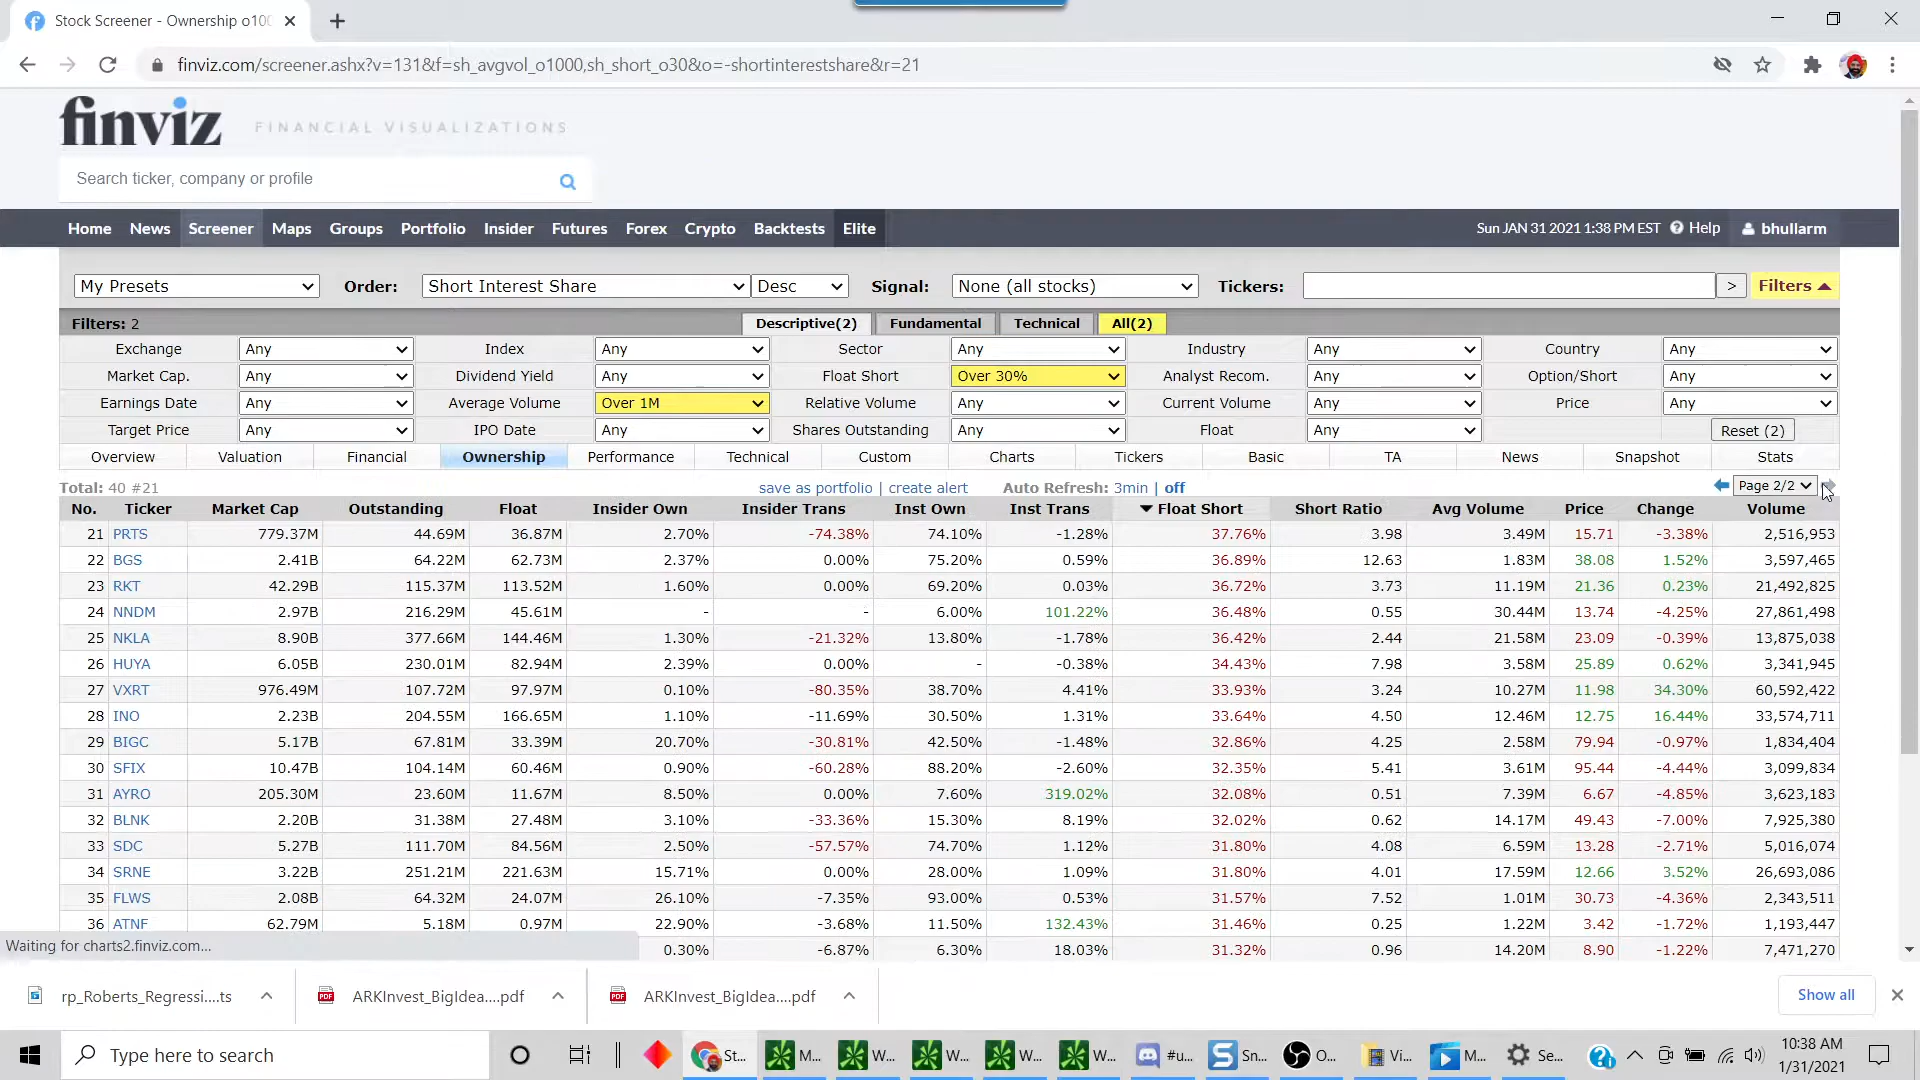 Stock Screener - Ownership o100
finviz.com/screener.ashx?v=131&f=sh_avgvol_o1000,sh_short_o30&o=-shortinterestshare&r=21
finviz FINANCIAL VISUALIZATIONS
Search ticker, company or profile
Home News Screener Maps Groups Portfolio Insider Futures Forex Crypto Backtests Elite Sun JAN 31 2021 1:38 PM EST Help bhullarm
My Presets Order: Short Interest Share Desc Signal: None (all stocks) Tickers: > Filters
Filters: 2 Descriptive(2) Fundamental Technical All(2)
Exchange Any Index Any Sector Any Industry Any Country Any
Market Cap. Any Dividend Yield Any Float Short Over 30% Analyst Recom. Any Option/Short Any
Earnings Date Any Average Volume Over 1M Relative Volume Any Current Volume Any Price Any
Target Price Any IPO Date Any Shares Outstanding Any Float Any Reset (2)
Overview Valuation Financial Ownership Performance Technical Custom Charts Tickers Basic TA News Snapshot Stats
Total: 40 #21 save as portfolio | create alert Auto Refresh: 3min | off Page 2/2
No. Ticker Market Cap Outstanding Float Insider Own Insider Trans Inst Own Inst Trans Float Short Short Ratio Avg Volume Price Change Volume
21 PRTS 779.37M 44.69M 36.87M 2.70% -74.38% 74.10% -1.28% 37.76% 3.98 3.49M 15.71 -3.38% 2,516,953
22 BGS 2.41B 64.22M 62.73M 2.37% 0.00% 75.20% 0.59% 36.89% 12.63 1.83M 38.08 1.52% 3,597,465
23 RKT 42.29B 115.37M 113.52M 1.60% 0.00% 69.20% 0.03% 36.72% 3.73 11.19M 21.36 0.23% 21,492,825
24 NNDM 2.97B 216.29M 45.61M - - 6.00% 101.22% 36.48% 0.55 30.44M 13.74 -4.25% 27,861,498
25 NKLA 8.90B 377.66M 144.46M 1.30% -21.32% 13.80% -1.78% 36.42% 2.44 21.58M 23.09 -0.39% 13,875,038
26 HUYA 6.05B 230.01M 82.94M 2.39% 0.00% - -0.38% 34.43% 7.98 3.58M 25.89 0.62% 3,341,945
27 VXRT 976.49M 107.72M 97.97M 0.10% -80.35% 38.70% 4.41% 33.93% 3.24 10.27M 11.98 34.30% 60,592,422
28 INO 2.23B 204.55M 166.65M 1.10% -11.69% 30.50% 1.31% 33.64% 4.50 12.46M 12.75 16.44% 33,574,711
29 BIGC 5.17B 67.81M 33.39M 20.70% -30.81% 42.50% -1.48% 32.86% 4.25 2.58M 79.94 -0.97% 1,834,404
30 SFIX 10.47B 104.14M 60.46M 0.90% -60.28% 88.20% -2.60% 32.35% 5.41 3.61M 95.44 -4.44% 3,099,834
31 AYRO 205.30M 23.60M 11.67M 8.50% 0.00% 7.60% 319.02% 32.08% 0.51 7.39M 6.67 -4.85% 3,623,183
32 BLNK 2.20B 31.38M 27.48M 3.10% -33.36% 15.30% 8.19% 32.02% 0.62 14.17M 49.43 -7.00% 7,925,380
33 SDC 5.27B 111.70M 84.56M 2.50% -57.57% 74.70% 1.12% 31.80% 4.08 6.59M 13.28 -2.71% 5,016,074
34 SRNE 3.22B 251.21M 221.63M 15.71% 0.00% 28.00% 1.09% 31.80% 4.01 17.59M 12.66 3.52% 26,693,086
35 FLWS 2.08B 64.32M 24.07M 26.10% -7.35% 93.00% 0.53% 31.57% 7.52 1.01M 30.73 -4.36% 2,343,511
36 ATNF 62.79M 5.18M 0.97M 22.90% -3.68% 11.50% 132.43% 31.46% 0.25 1.22M 3.42 -1.72% 1,193,447
0.30% -6.87% 6.30% 18.03% 31.32% 0.96 14.20M 8.90 -1.22% 7,471,270
Waiting for charts2.finviz.com...
rp_Roberts_Regressi....ts ARKInvest_BigIdea....pdf ARKInvest_BigIdea....pdf Show all
Type here to search St... M... W... W... W... W... #u... Sn... O... Vi... M... Se... 10:38 AM
1/31/2021